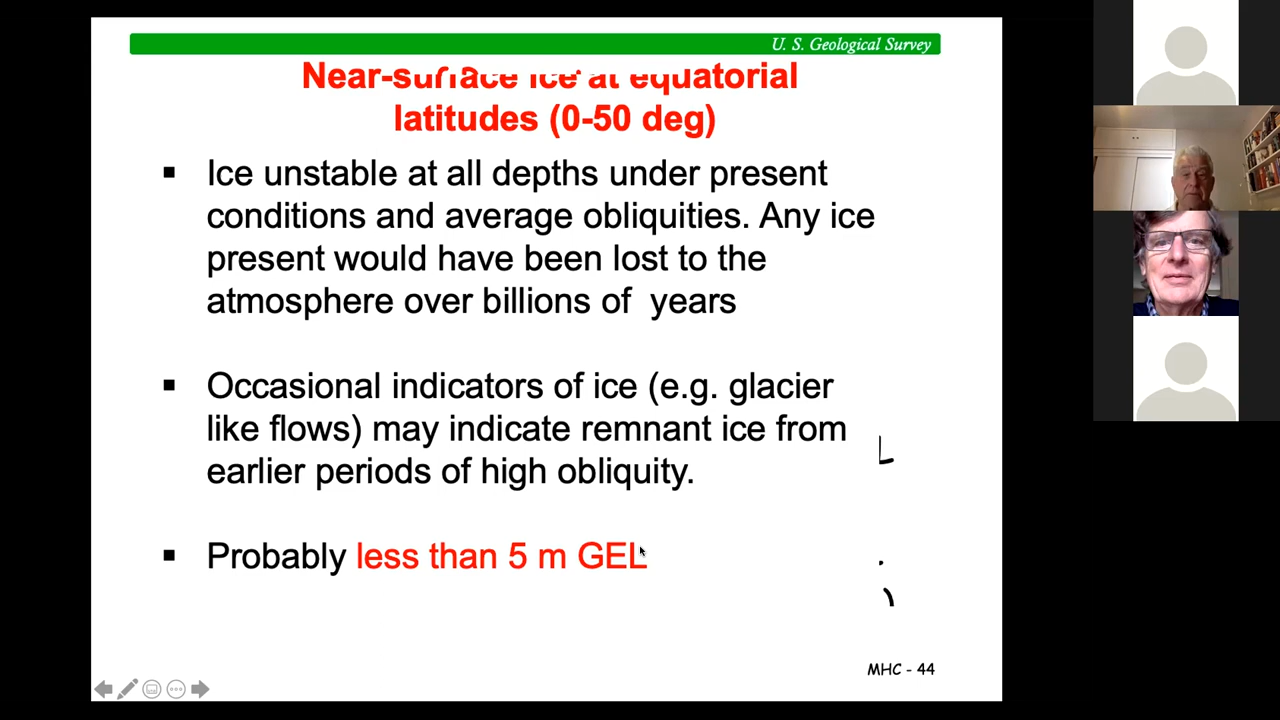 U. S. Geological Survey
Near-surface ice at equatorial
latitudes (0-50 deg)
▪ Ice unstable at all depths under present
conditions and average obliquities. Any ice
present would have been lost to the
atmosphere over billions of years
▪ Occasional indicators of ice (e.g. glacier
like flows) may indicate remnant ice from
earlier periods of high obliquity.
▪ Probably less than 5 m GEL
MHC - 44